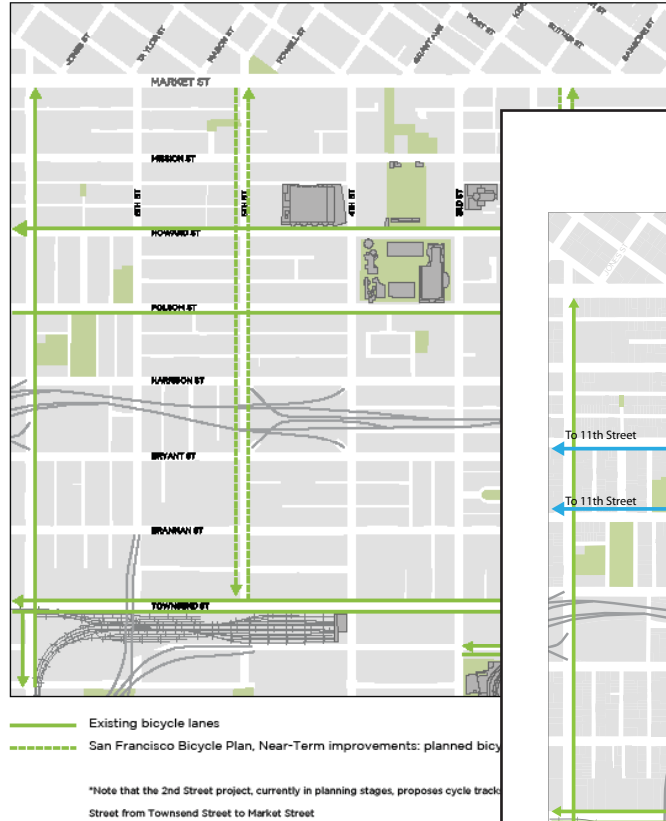 JONES ST
TAYLOR ST
MASON ST
POWELL ST
GRANT AVE
POST ST
SUTTER ST
SANSOME ST
MARKET ST
MISSION ST
6TH ST
5TH ST
4TH ST
3RD ST
HOWARD ST
FOLSOM ST
HARRISON ST
BRYANT ST
BRANNAN ST
TOWNSEND ST
Existing bicycle lanes
San Francisco Bicycle Plan, Near-Term improvements: planned bicy
*Note that the 2nd Street project, currently in planning stages, proposes cycle track
Street from Townsend Street to Market Street
JONES ST
To 11th Street
To 11th Street